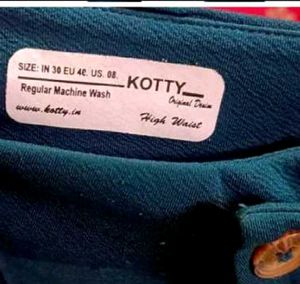 SIZE: IN 30 EU 40. US. 08.
KOTTY
Regular Machine Wash
Original Denim
www.kotty.in
High Waist